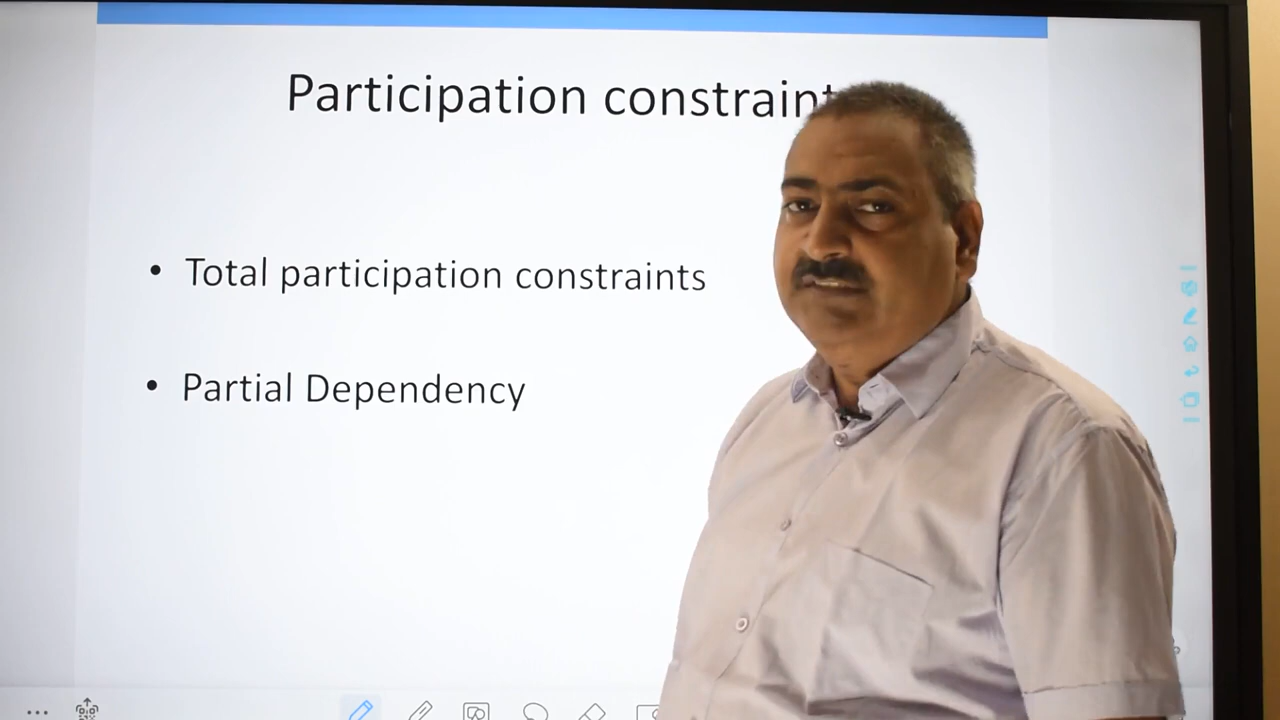 Participation constraint
• Total participation constraints
• Partial Dependency